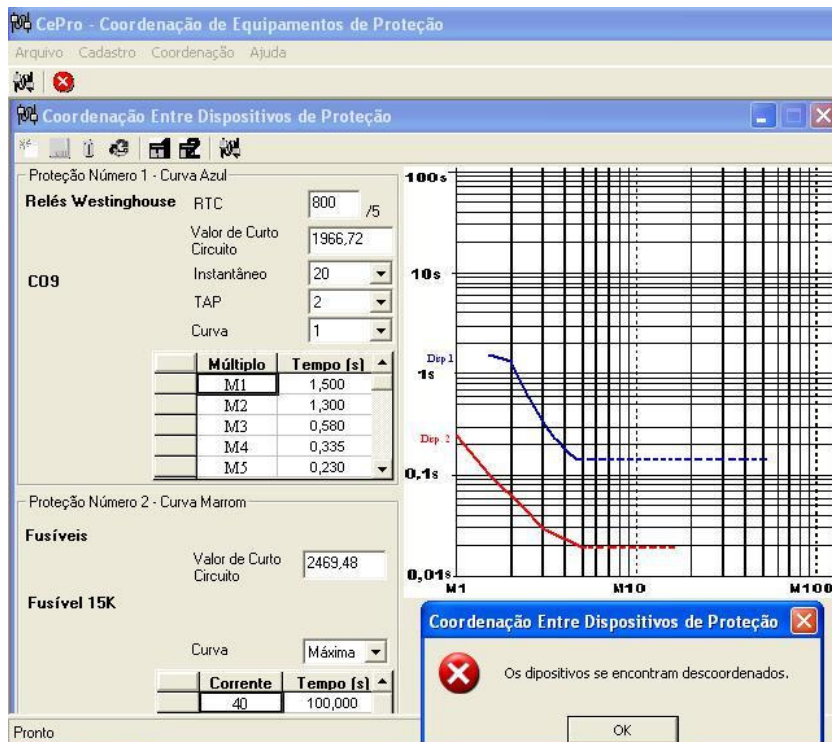 CePro - Coordenação de Equipamentos de Proteção
Arquivo Cadastro Coordenação Ajuda
Coordenação Entre Dispositivos de Proteção
Proteção Número 1 - Curva Azul
Relés Westinghouse
RTC 800 /5
Valor de Curto Circuito 1966,72
CO9
Instantâneo 20
TAP 2
Curva 1
Múltiplo Tempo (s)
M1 1,500
M2 1,300
M3 0,580
M4 0,335
M5 0,230
Proteção Número 2 - Curva Marrom
Fusíveis
Valor de Curto Circuito 2469,48
Fusível 15K
Curva Máxima
Corrente Tempo (s)
40 100,000
100s
10s
Disp 1
1s
Disp. 2
0,1s
0,01s
M1 M10 M100
Coordenação Entre Dispositivos de Proteção
Os dipositivos se encontram descoordenados.
OK
Pronto